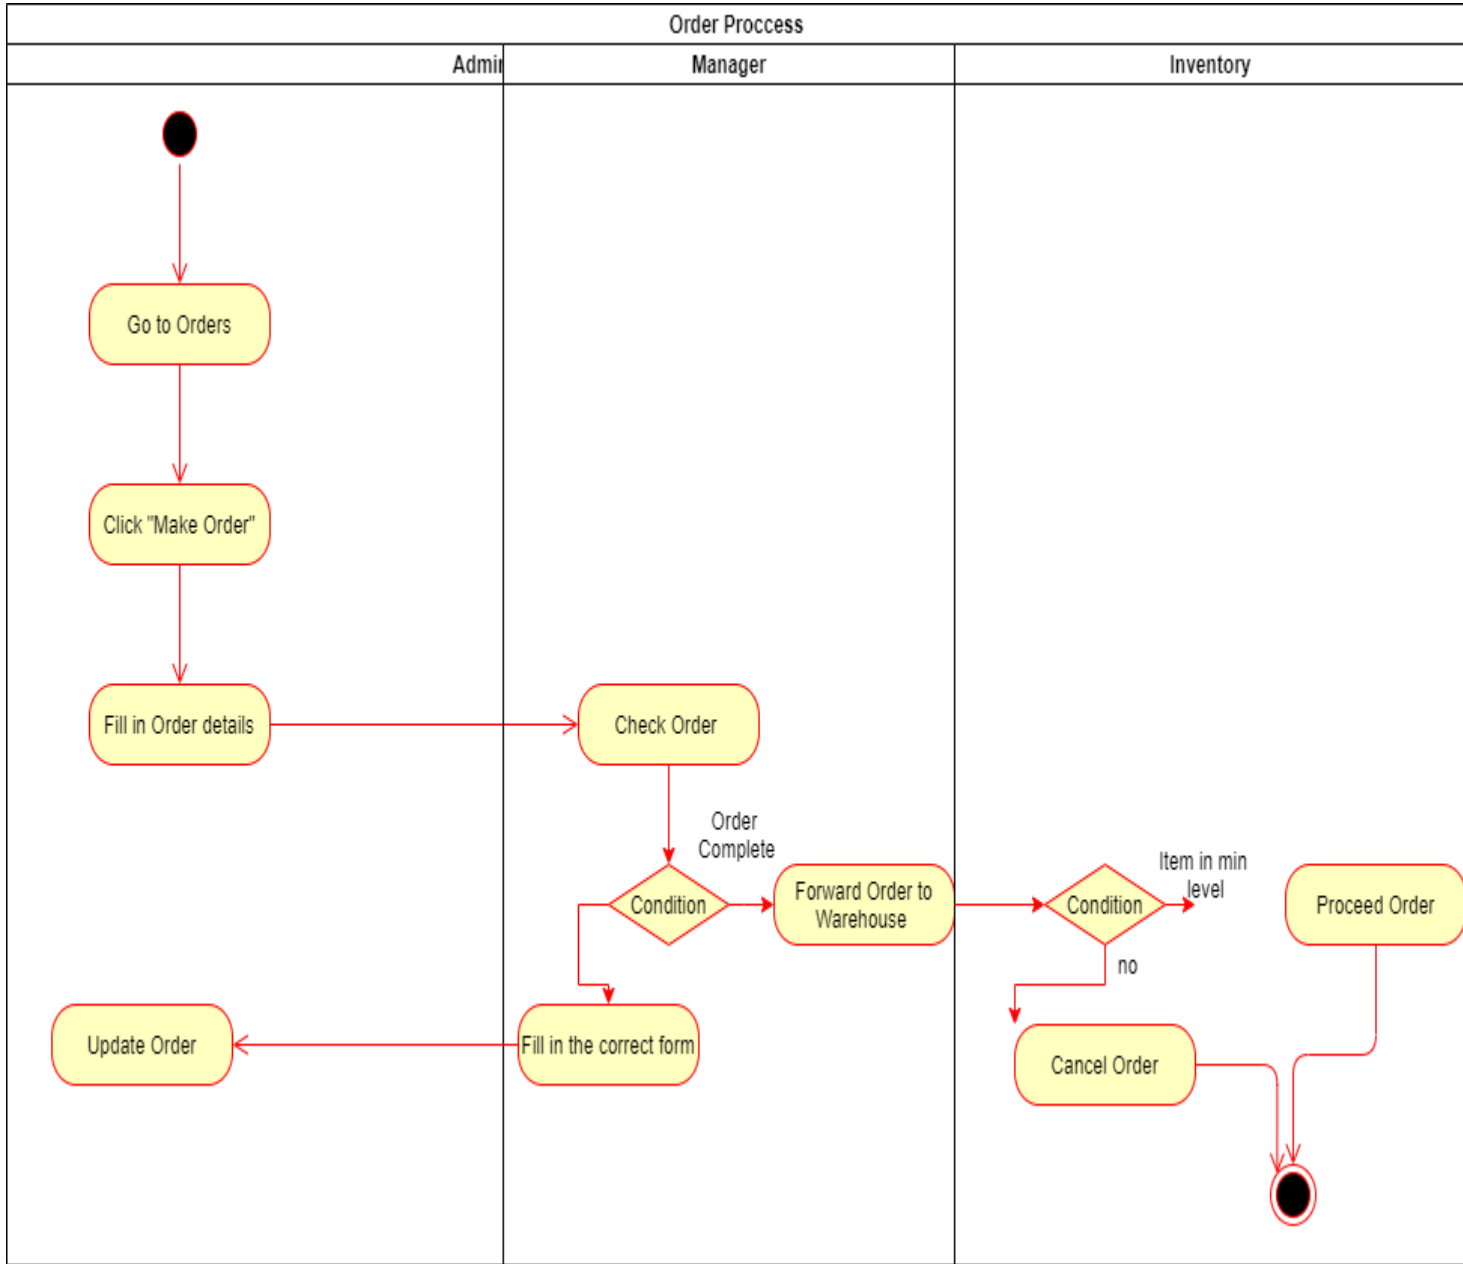 Order Proccess
Admin
Manager
Inventory
Go to Orders
Click "Make Order"
Fill in Order details
Check Order
Order
Complete
Condition
Forward Order to
Warehouse
Condition
Item in min
level
Proceed Order
no
Update Order
Fill in the correct form
Cancel Order